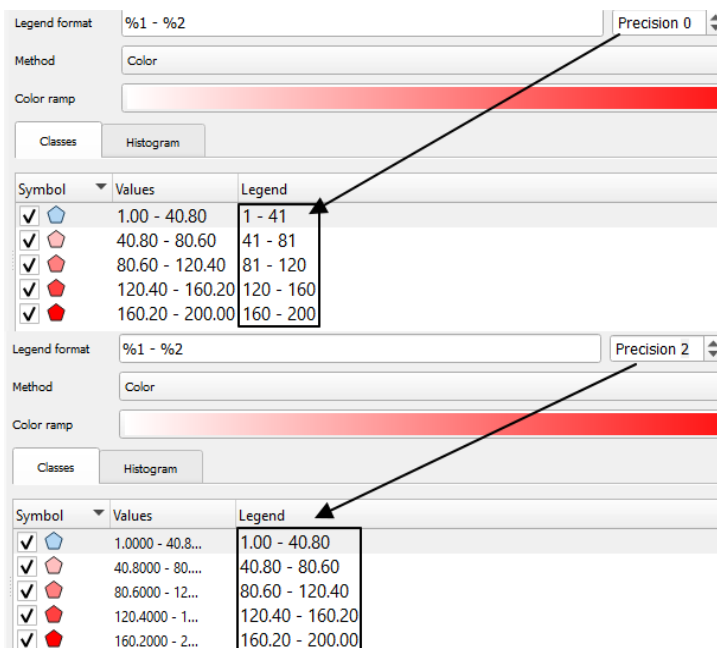 Legend format %1 - %2 Precision 0
Method Color
Color ramp
Classes Histogram
Symbol Values Legend
1.00 - 40.80 1 - 41
40.80 - 80.60 41 - 81
80.60 - 120.40 81 - 120
120.40 - 160.20 120 - 160
160.20 - 200.00 160 - 200
Legend format %1 - %2 Precision 2
Method Color
Color ramp
Classes Histogram
Symbol Values Legend
1.0000 - 40.8... 1.00 - 40.80
40.8000 - 80.... 40.80 - 80.60
80.6000 - 12... 80.60 - 120.40
120.4000 - 1... 120.40 - 160.20
160.2000 - 2... 160.20 - 200.00